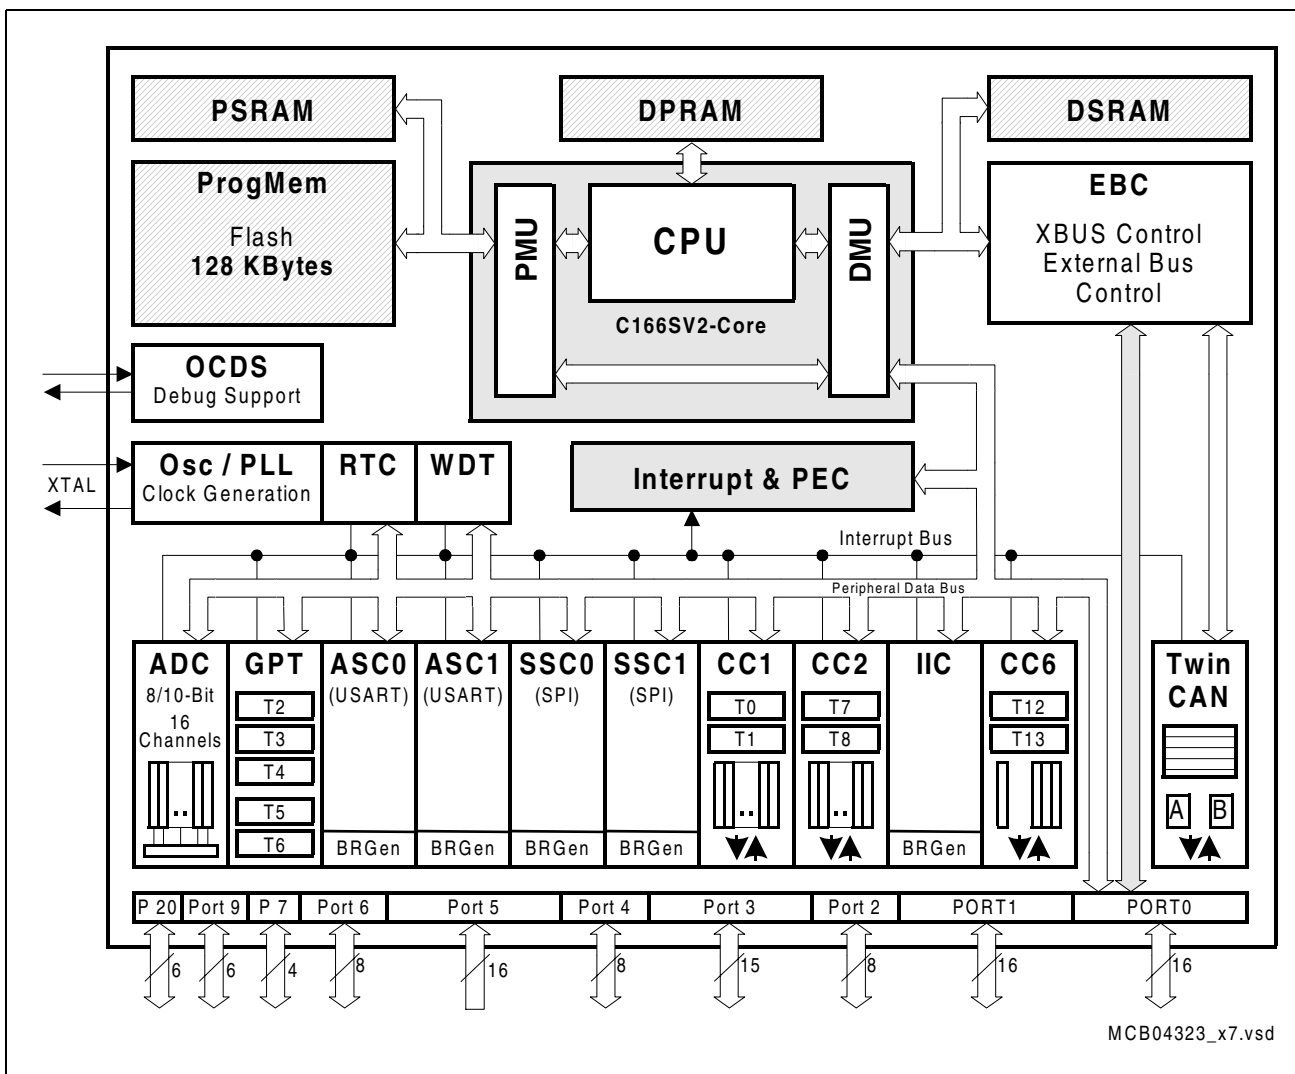 PSRAM
DPRAM
DSRAM
ProgMem
Flash
128 KBytes
PMU
CPU
DMU
C166SV2-Core
EBC
XBUS Control
External Bus
Control
OCDS
Debug Support
XTAL
Osc / PLL
Clock Generation
RTC
WDT
Interrupt & PEC
Interrupt Bus
Peripheral Data Bus
ADC
8/10-Bit
16
Channels
GPT
T2
T3
T4
T5
T6
ASC0
(USART)
BRGen
ASC1
(USART)
BRGen
SSC0
(SPI)
BRGen
SSC1
(SPI)
BRGen
CC1
T0
T1
CC2
T7
T8
IIC
BRGen
CC6
T12
T13
Twin
CAN
A B
P 20 Port 9 P 7 Port 6 Port 5 Port 4 Port 3 Port 2 PORT1 PORT0
6 6 4 8 16 8 15 8 16 16
MCB04323_x7.vsd